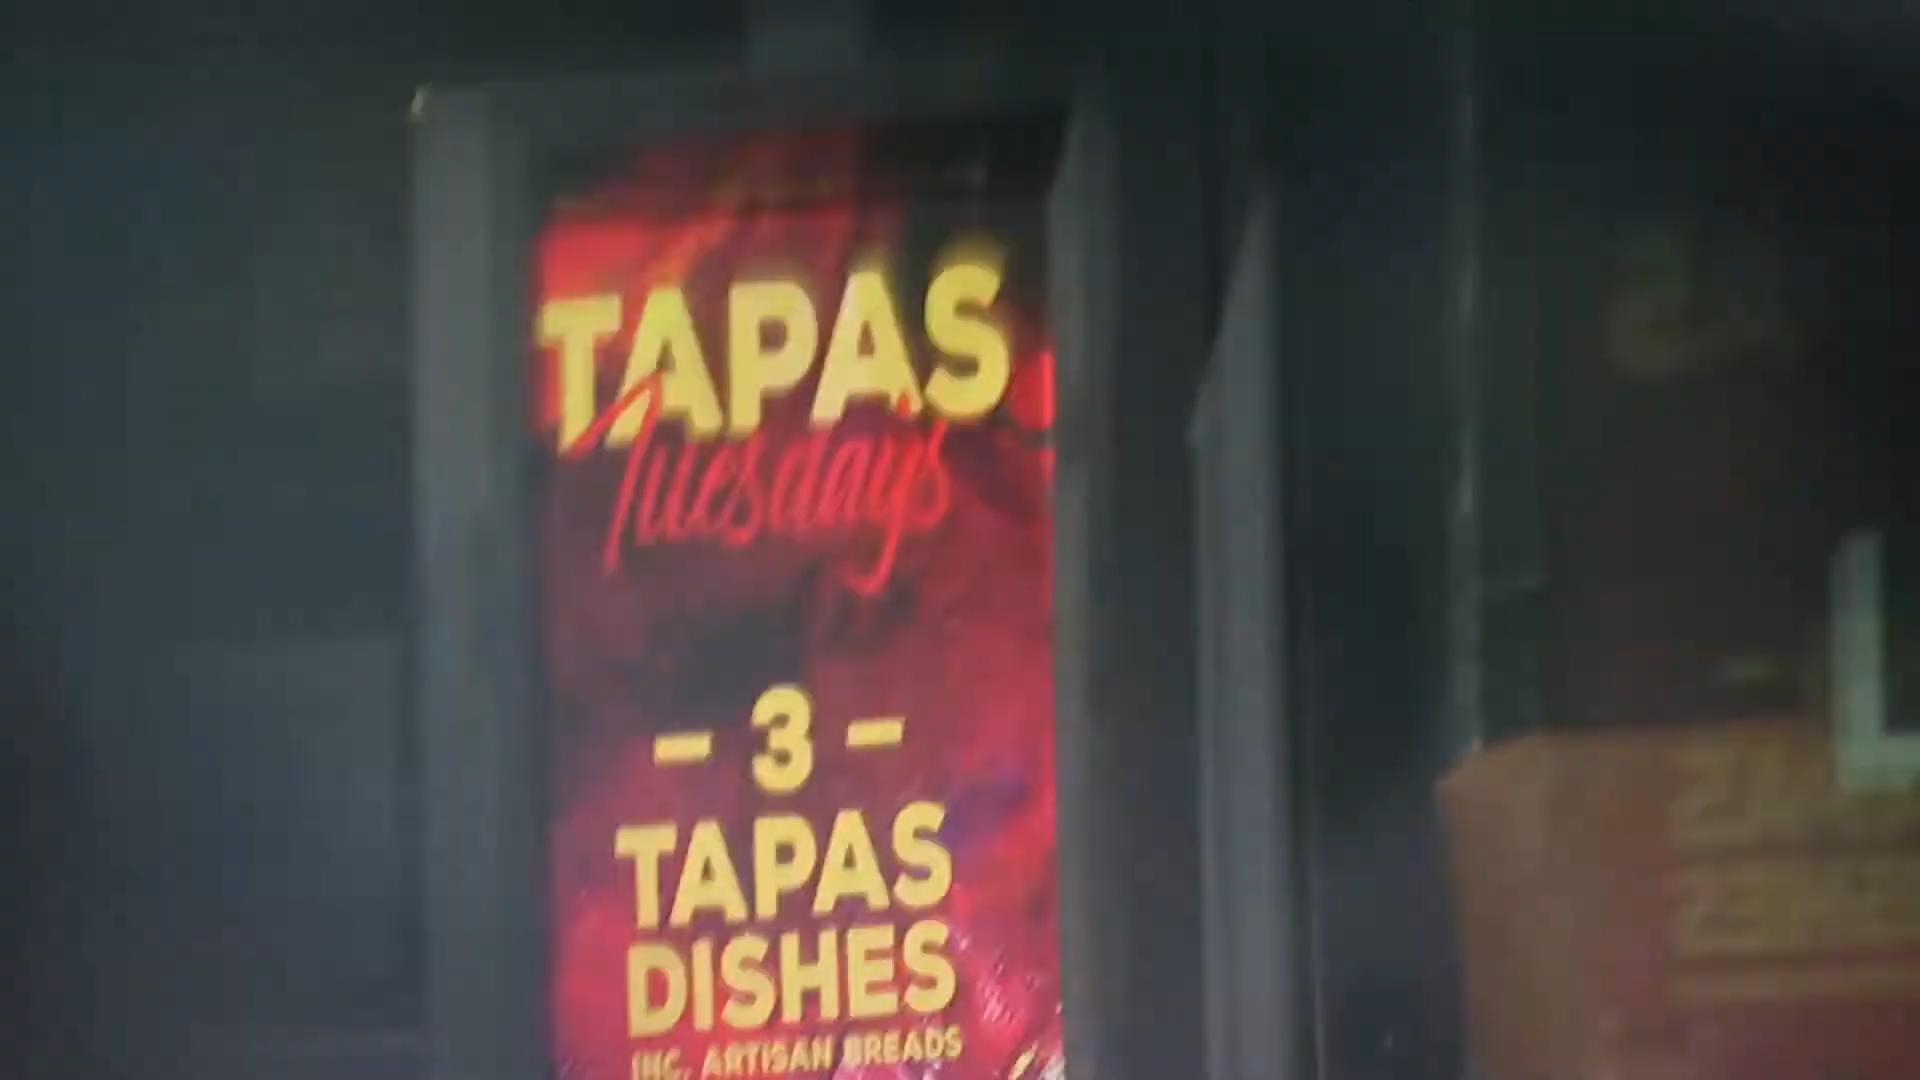 TAPAS
Tuesdays
- 3 -
TAPAS
DISHES
INC. ARTISAN BREADS